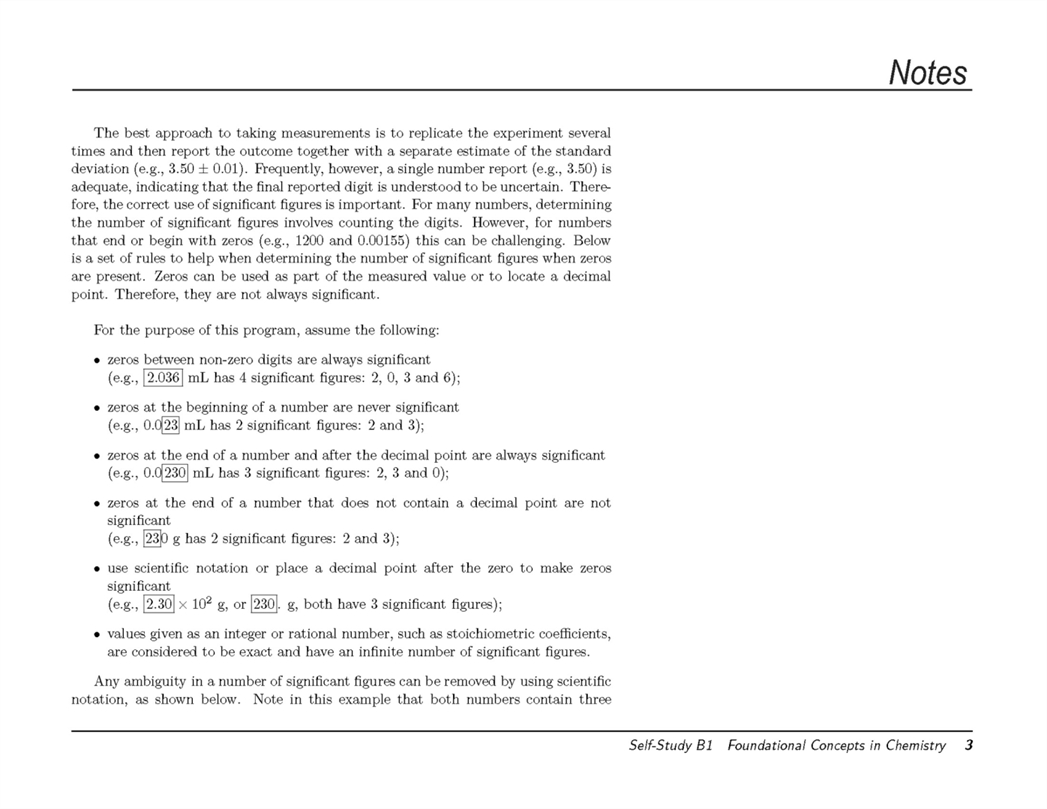 Notes
The best approach to taking measurements is to replicate the experiment several
times and then report the outcome together with a separate estimate of the standard
deviation (e.g., 3.50 ± 0.01). Frequently, however, a single number report (e.g., 3.50) is
adequate, indicating that the final reported digit is understood to be uncertain. There-
fore, the correct use of significant figures is important. For many numbers, determining
the number of significant figures involves counting the digits. However, for numbers
that end or begin with zeros (e.g., 1200 and 0.00155) this can be challenging. Below
is a set of rules to help when determining the number of significant figures when zeros
are present. Zeros can be used as part of the measured value or to locate a decimal
point. Therefore, they are not always significant.
For the purpose of this program, assume the following:
• zeros between non-zero digits are always significant
(e.g., 2.036 mL has 4 significant figures: 2, 0, 3 and 6);
• zeros at the beginning of a number are never significant
(e.g., 0.023 mL has 2 significant figures: 2 and 3);
• zeros at the end of a number and after the decimal point are always significant
(e.g., 0.0230 mL has 3 significant figures: 2, 3 and 0);
• zeros at the end of a number that does not contain a decimal point are not
significant
(e.g., 230 g has 2 significant figures: 2 and 3);
• use scientific notation or place a decimal point after the zero to make zeros
significant
(e.g., 2.30 × 10² g, or 230. g, both have 3 significant figures);
• values given as an integer or rational number, such as stoichiometric coefficients,
are considered to be exact and have an infinite number of significant figures.
Any ambiguity in a number of significant figures can be removed by using scientific
notation, as shown below. Note in this example that both numbers contain three
Self-Study B1 Foundational Concepts in Chemistry 3